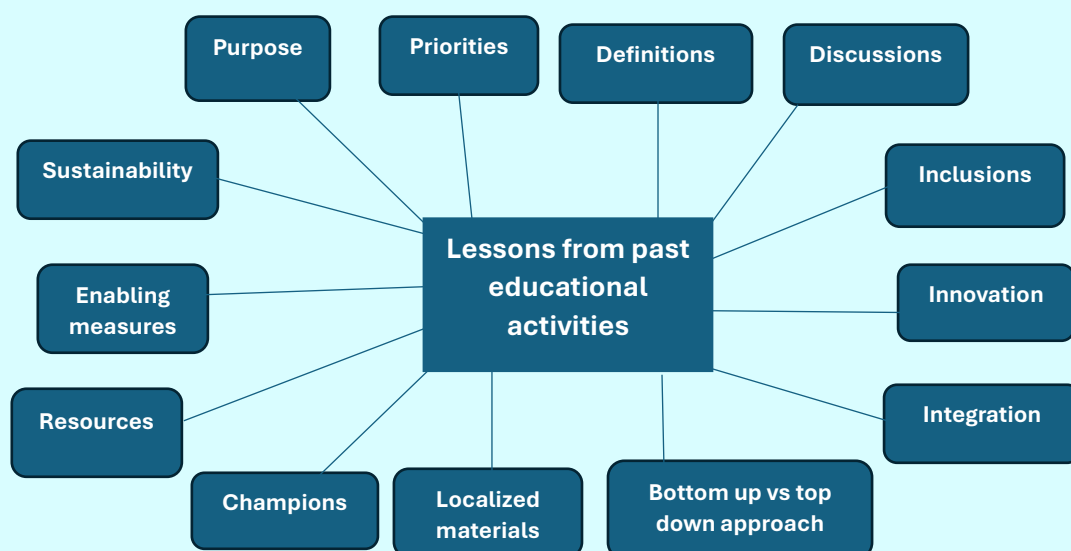 Purpose
Priorities
Definitions
Discussions
Sustainability
Inclusions
Lessons from past
educational
activities
Enabling
measures
Innovation
Resources
Integration
Champions
Localized
materials
Bottom up vs top
down approach